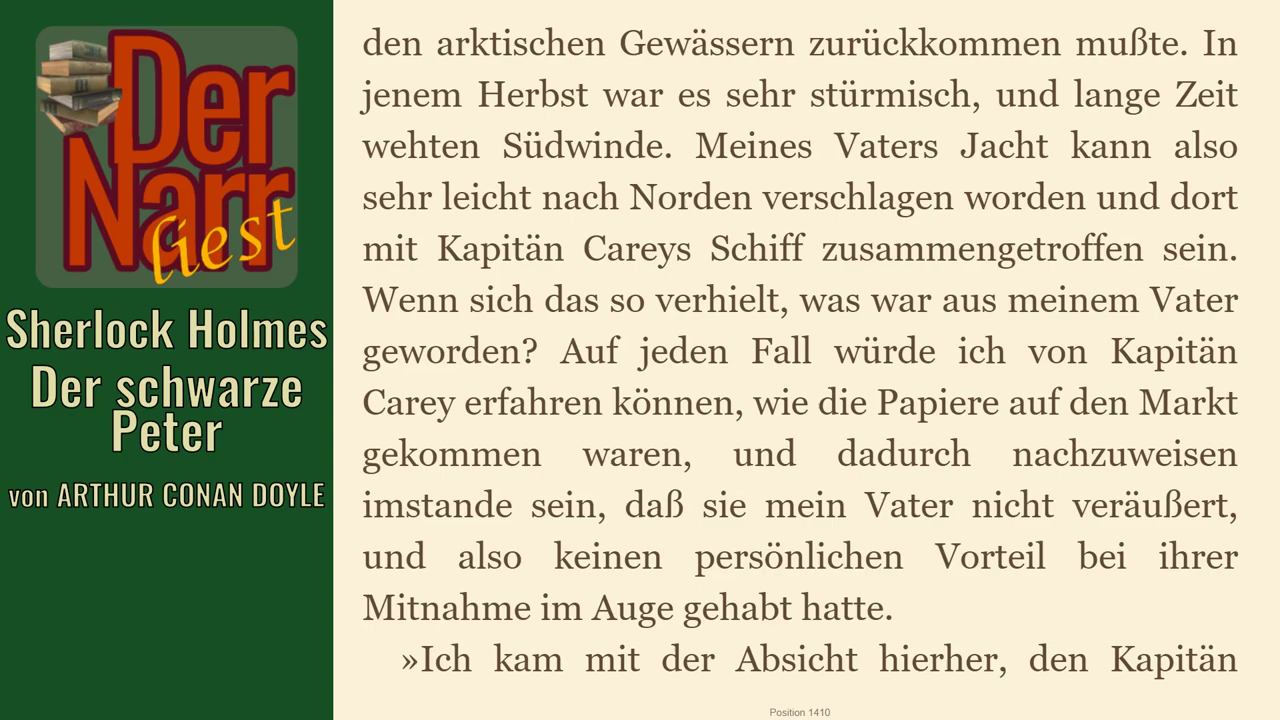 Der
Narr
liest
Sherlock Holmes
Der schwarze
Peter
von ARTHUR CONAN DOYLE
den arktischen Gewässern zurückkommen mußte. In
jenem Herbst war es sehr stürmisch, und lange Zeit
wehten Südwinde. Meines Vaters Jacht kann also
sehr leicht nach Norden verschlagen worden und dort
mit Kapitän Careys Schiff zusammengetroffen sein.
Wenn sich das so verhielt, was war aus meinem Vater
geworden? Auf jeden Fall würde ich von Kapitän
Carey erfahren können, wie die Papiere auf den Markt
gekommen waren, und dadurch nachzuweisen
imstande sein, daß sie mein Vater nicht veräußert,
und also keinen persönlichen Vorteil bei ihrer
Mitnahme im Auge gehabt hatte.
»Ich kam mit der Absicht hierher, den Kapitän
Position 1410